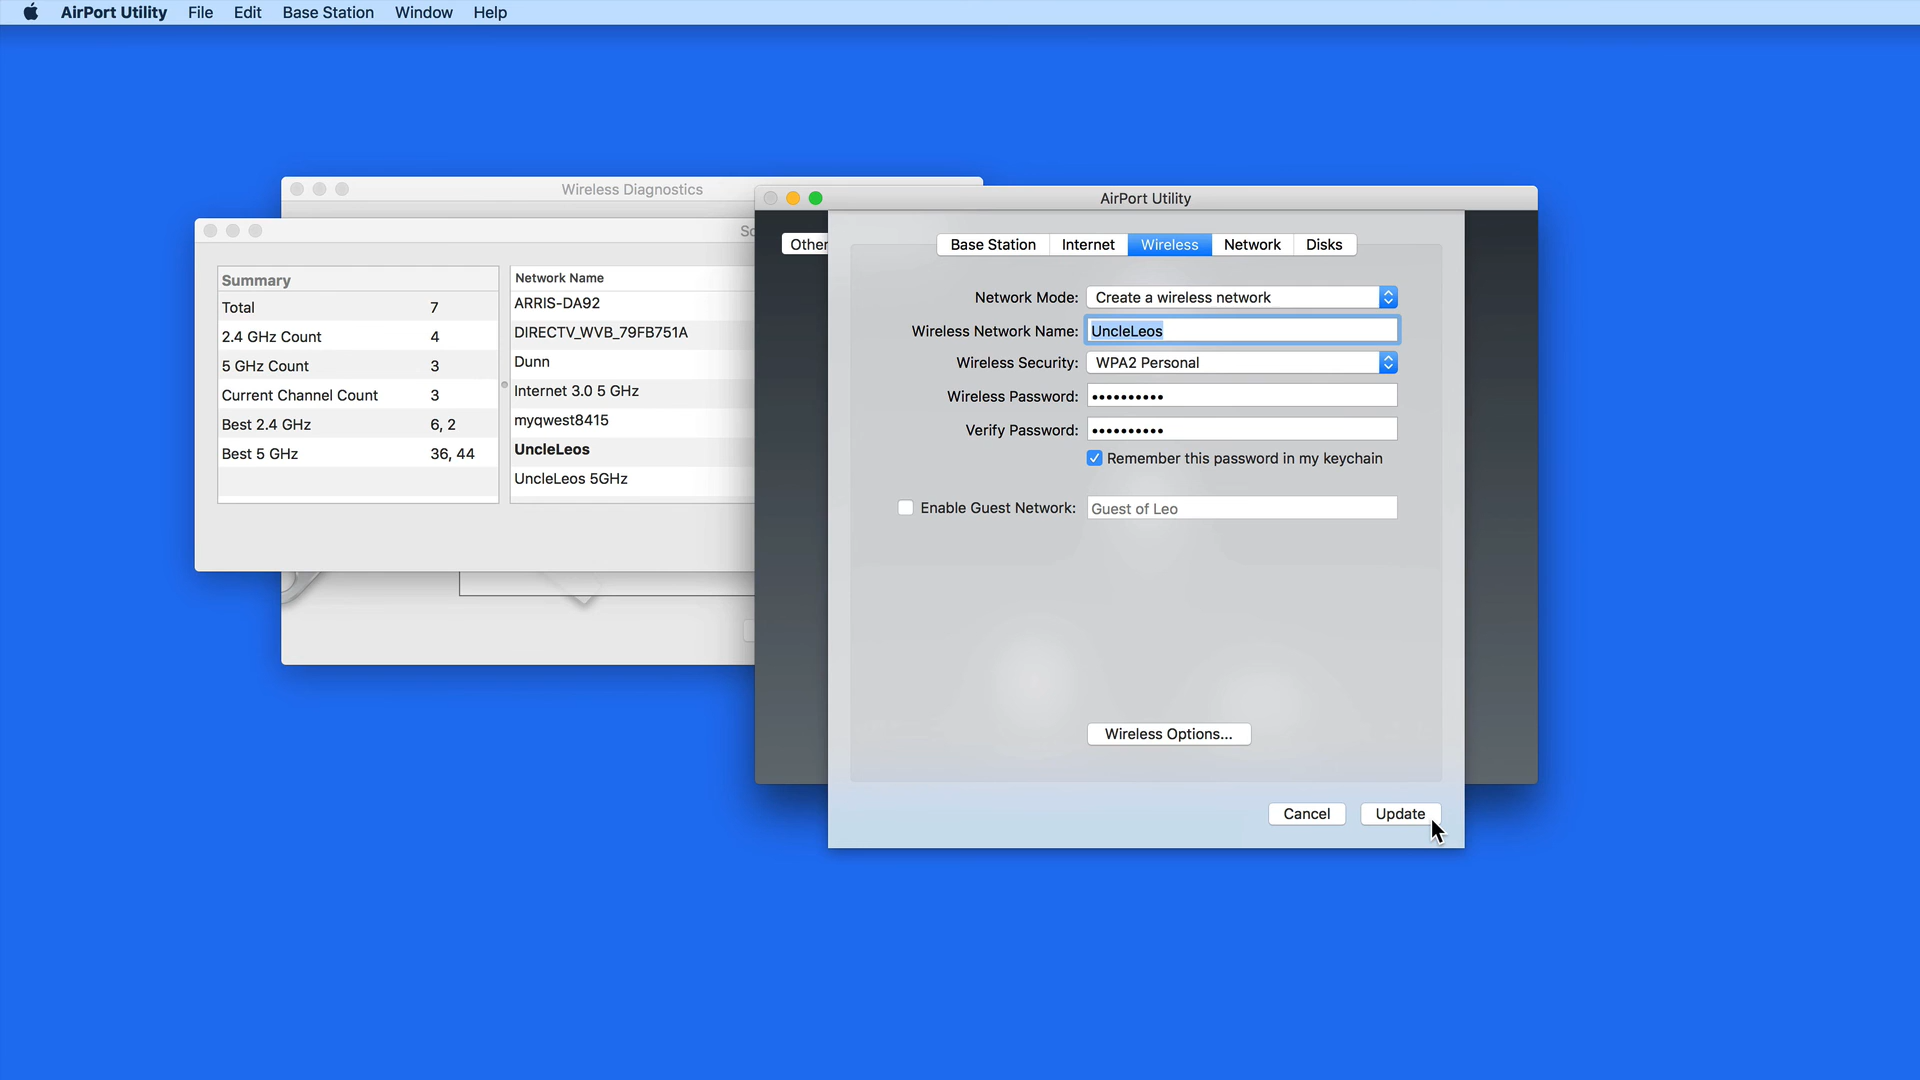 AirPort Utility File Edit Base Station Window Help
Wireless Diagnostics
AirPort Utility
Sc
Summary
Total 7
2.4 GHz Count 4
5 GHz Count 3
Current Channel Count 3
Best 2.4 GHz 6, 2
Best 5 GHz 36, 44
Network Name
ARRIS-DA92
DIRECTV_WVB_79FB751A
Dunn
Internet 3.0 5 GHz
myqwest8415
UncleLeos
UncleLeos 5GHz
Other
Base Station Internet Wireless Network Disks
Network Mode: Create a wireless network
Wireless Network Name: UncleLeos
Wireless Security: WPA2 Personal
Wireless Password: ••••••••••
Verify Password: ••••••••••
Remember this password in my keychain
Enable Guest Network: Guest of Leo
Wireless Options...
Cancel Update